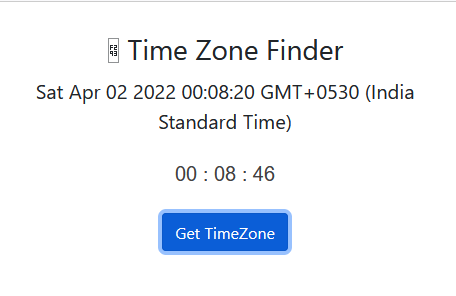 Time Zone Finder
Sat Apr 02 2022 00:08:20 GMT+0530 (India
Standard Time)
00 : 08 : 46
Get TimeZone